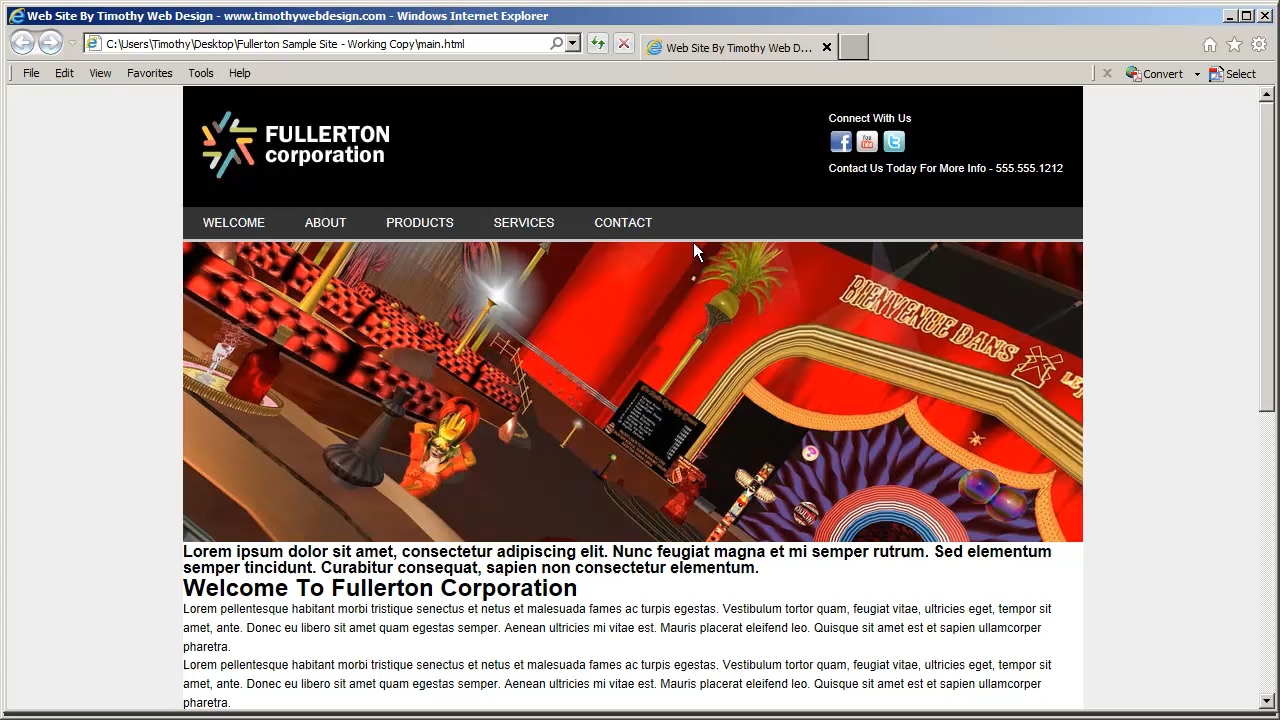 Web Site By Timothy Web Design - www.timothywebdesign.com - Windows Internet Explorer
C:\Users\Timothy\Desktop\Fullerton Sample Site - Working Copy\main.html
Web Site By Timothy Web D...
File Edit View Favorites Tools Help
Convert Select
FULLERTON
corporation
Connect With Us
You
Tube
Contact Us Today For More Info - 555.555.1212
WELCOME ABOUT PRODUCTS SERVICES CONTACT
BIENVENUE DANS
Lorem ipsum dolor sit amet, consectetur adipiscing elit. Nunc feugiat magna et mi semper rutrum. Sed elementum
semper tincidunt. Curabitur consequat, sapien non consectetur elementum.
Welcome To Fullerton Corporation
Lorem pellentesque habitant morbi tristique senectus et netus et malesuada fames ac turpis egestas. Vestibulum tortor quam, feugiat vitae, ultricies eget, tempor sit
amet, ante. Donec eu libero sit amet quam egestas semper. Aenean ultricies mi vitae est. Mauris placerat eleifend leo. Quisque sit amet est et sapien ullamcorper
pharetra.
Lorem pellentesque habitant morbi tristique senectus et netus et malesuada fames ac turpis egestas. Vestibulum tortor quam, feugiat vitae, ultricies eget, tempor sit
amet, ante. Donec eu libero sit amet quam egestas semper. Aenean ultricies mi vitae est. Mauris placerat eleifend leo. Quisque sit amet est et sapien ullamcorper
pharetra.